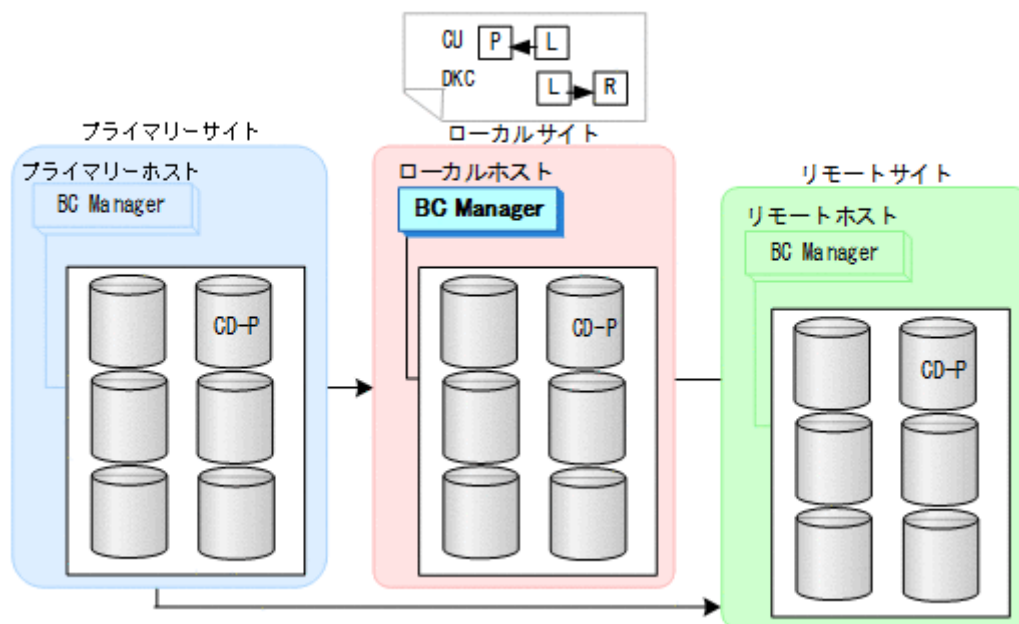 CU P L
DKC L R
プライマリーサイト
プライマリーホスト
BC Manager
CD-P
ローカルサイト
ローカルホスト
BC Manager
CD-P
リモートサイト
リモートホスト
BC Manager
CD-P